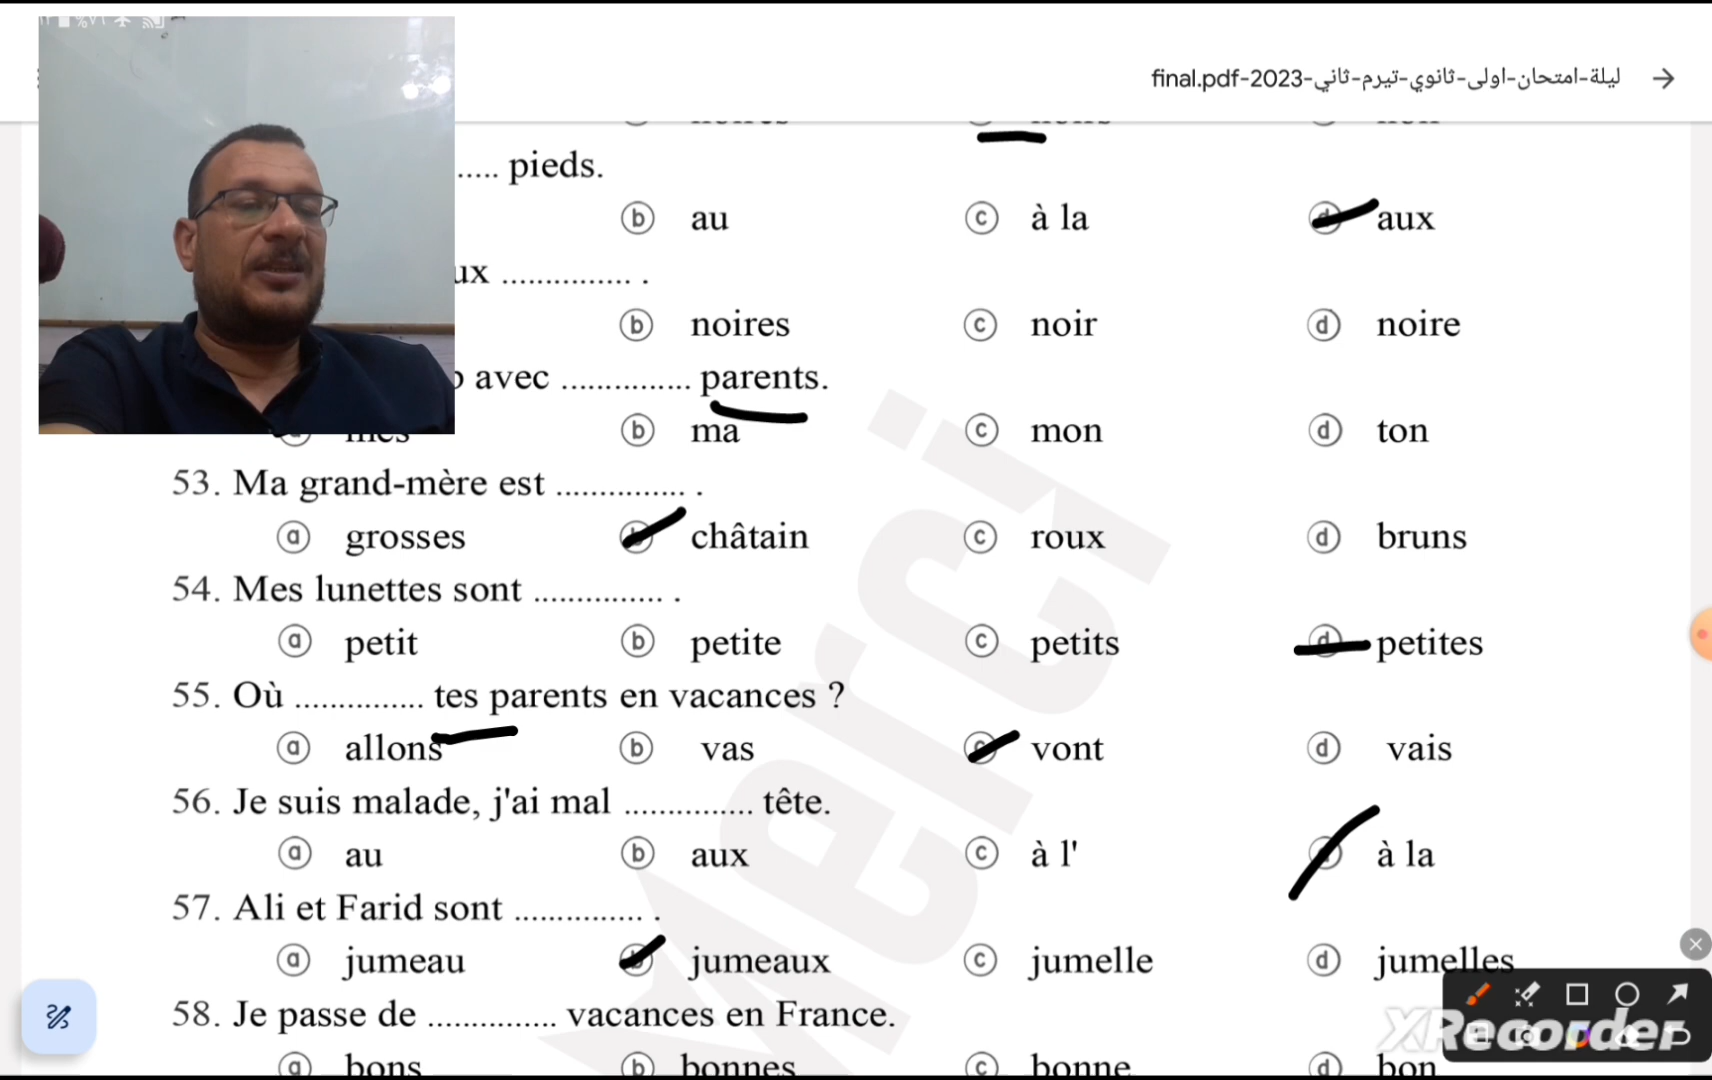 %٧١
ليلة-امتحان-اولى-ثانوي-تيرم-ثاني-2023-final.pdf
..... pieds.
ⓑ au ⓒ à la aux
ux ............... .
ⓑ noires ⓒ noir ⓓ noire
avec ............... parents.
mes ⓑ ma ⓒ mon ⓓ ton
53. Ma grand-mère est ............... .
ⓐ grosses châtain ⓒ roux ⓓ bruns
54. Mes lunettes sont ............... .
ⓐ petit ⓑ petite ⓒ petits ⓓ petites
55. Où ............... tes parents en vacances ?
ⓐ allons ⓑ vas ⓒ vont ⓓ vais
56. Je suis malade, j'ai mal ............... tête.
ⓐ au ⓑ aux ⓒ à l' à la
57. Ali et Farid sont ............... .
ⓐ jumeau ⓑ jumeaux ⓒ jumelle ⓓ jumelles
58. Je passe de ............... vacances en France.
ⓐ bons ⓑ bonnes ⓒ bonne ⓓ bon
Merci
XRecorder